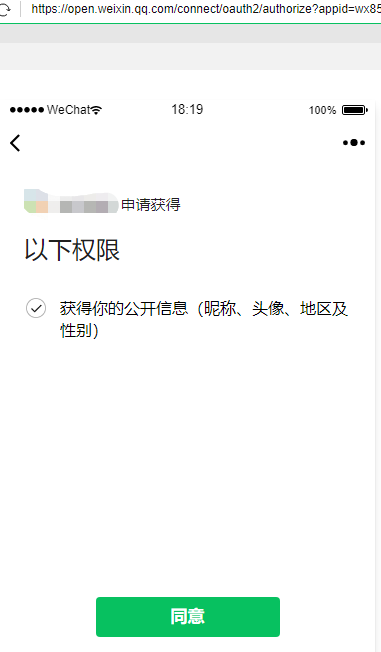 https://open.weixin.qq.com/connect/oauth2/authorize?appid=wx85
WeChat 18:19 100%
申请获得
以下权限
获得你的公开信息（昵称、头像、地区及
性别）
同意